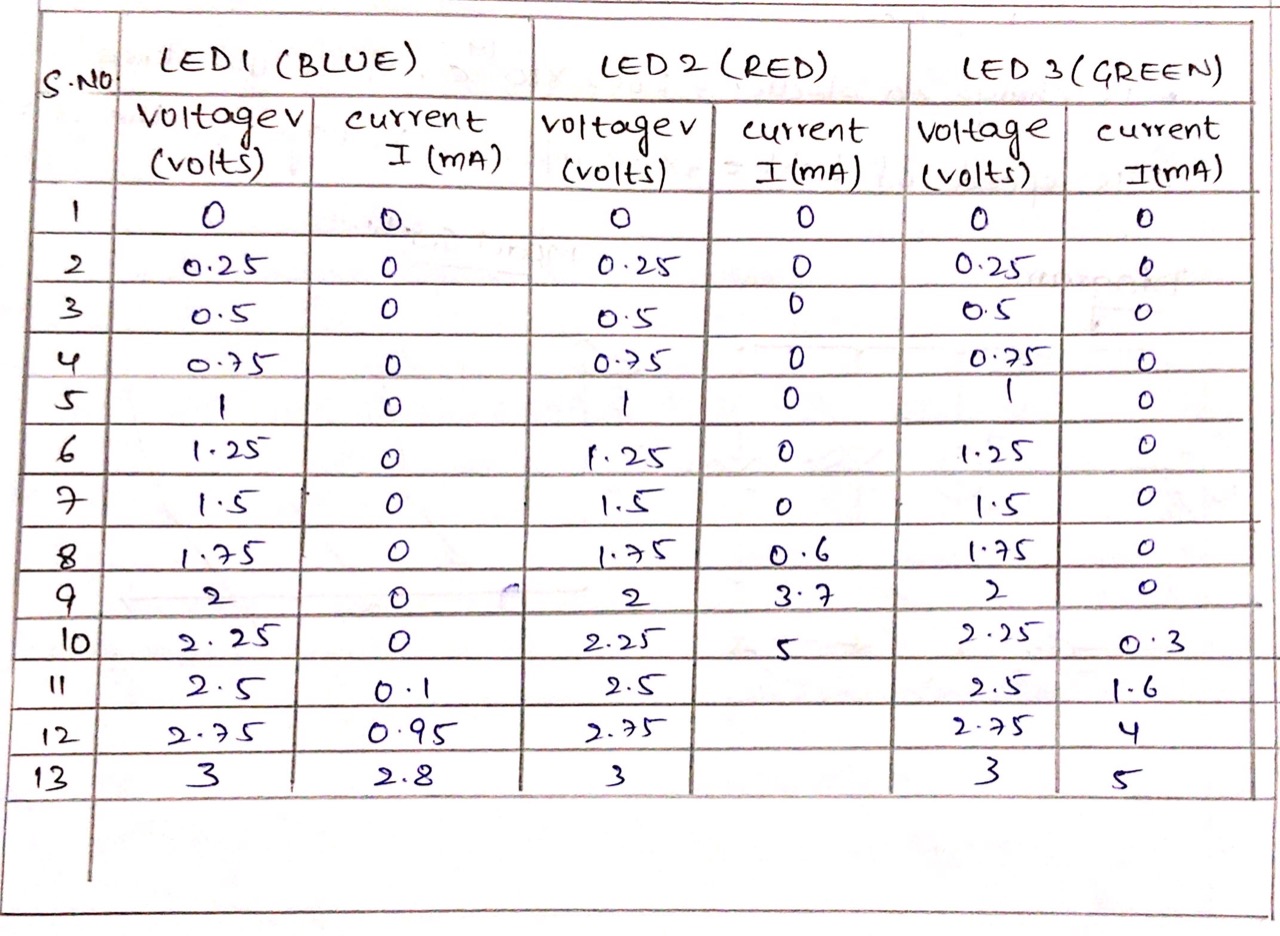 S.NO. LED1 (BLUE) LED 2 (RED) LED 3 (GREEN)
voltage v current voltage v current voltage current
(volts) I (mA) (volts) I (mA) (volts) I (mA)
1 0 0. 0 0 0 0
2 0.25 0 0.25 0 0.25 0
3 0.5 0 0.5 0 0.5 0
4 0.75 0 0.75 0 0.75 0
5 1 0 1 0 1 0
6 1.25 0 1.25 0 1.25 0
7 1.5 0 1.5 0 1.5 0
8 1.75 0 1.75 0.6 1.75 0
9 2 0 2 3.7 2 0
10 2.25 0 2.25 5 2.25 0.3
11 2.5 0.1 2.5 2.5 1.6
12 2.75 0.95 2.75 2.75 4
13 3 2.8 3 3 5